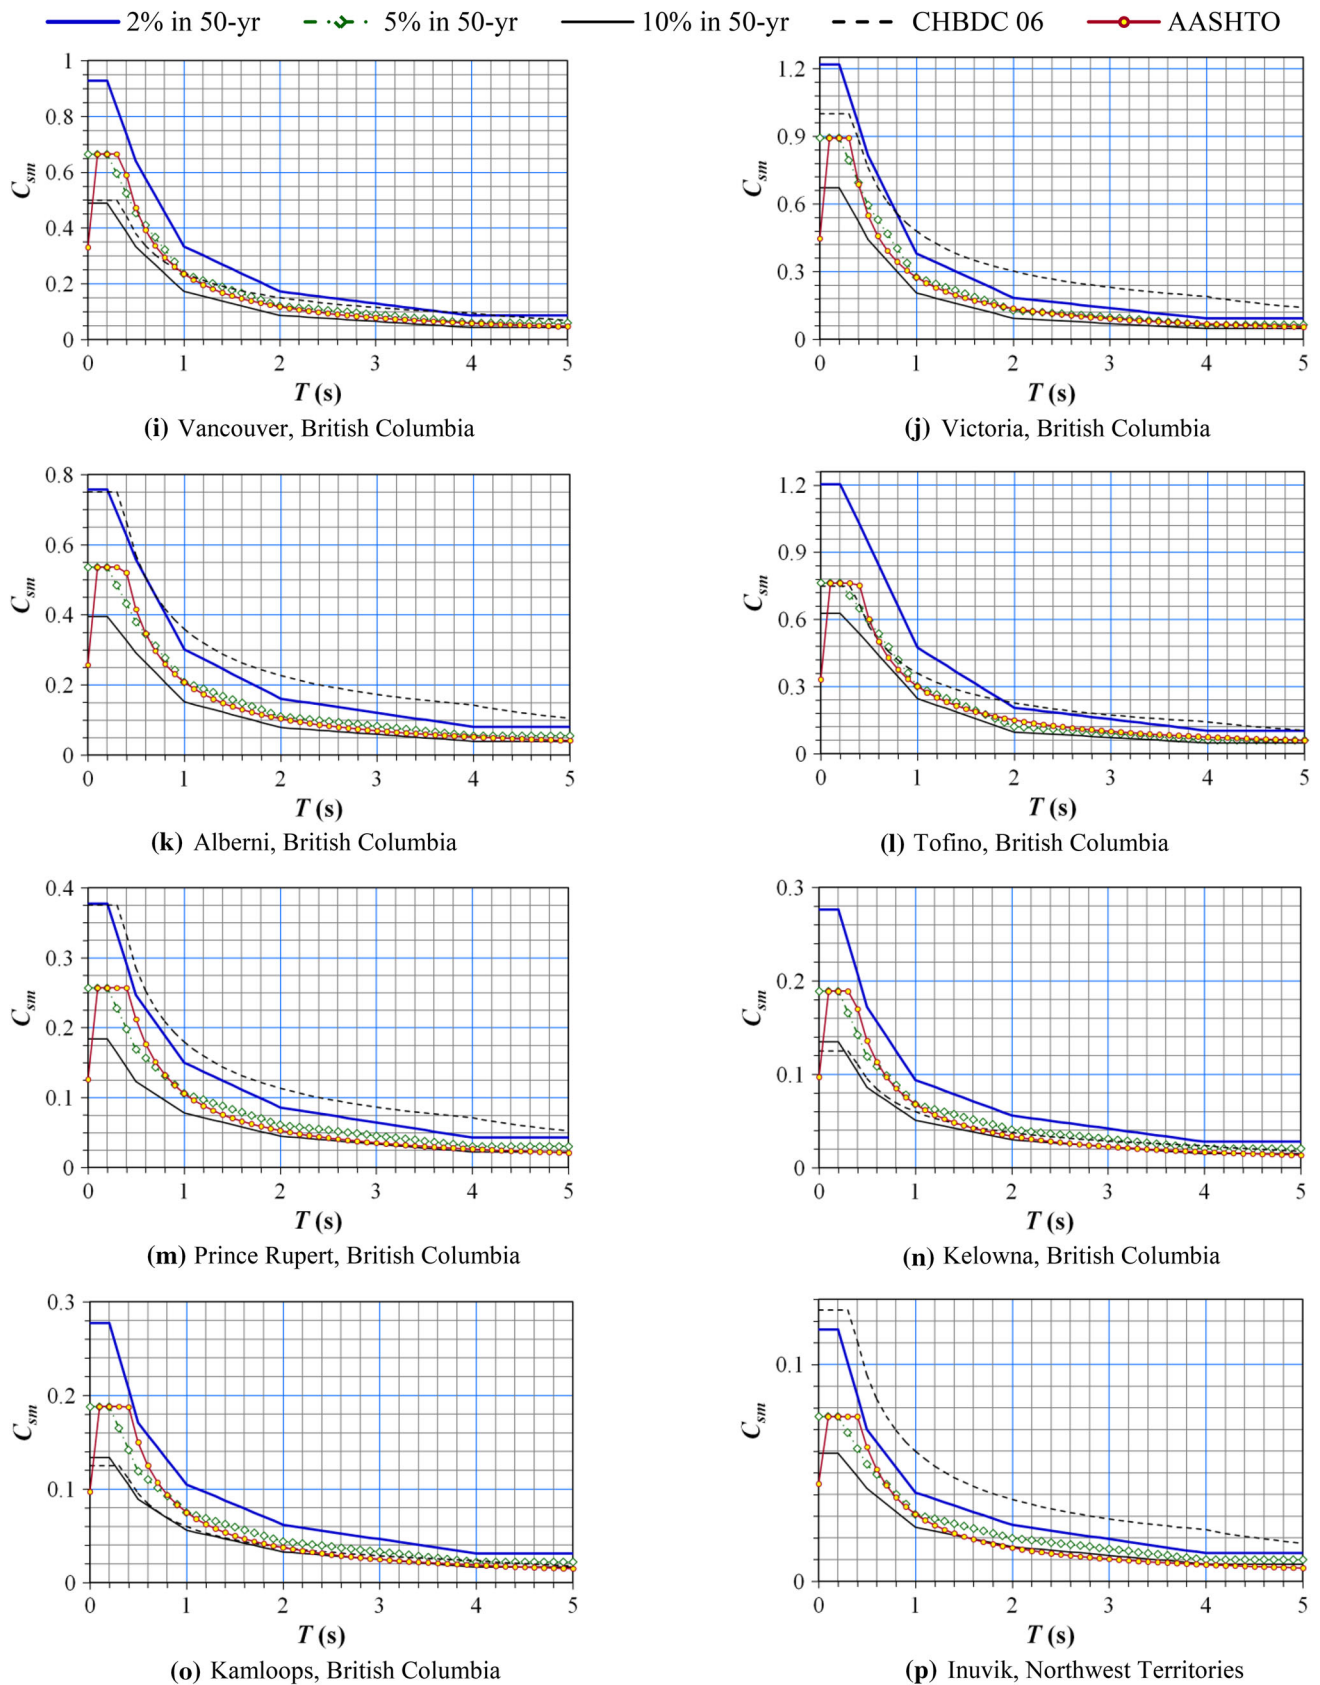 2% in 50-yr 5% in 50-yr 10% in 50-yr CHBDC 06 AASHTO
1
0.8
0.6
0.4
0.2
0
Csm
0 1 2 3 4 5
T (s)
(i) Vancouver, British Columbia
1.2
0.9
0.6
0.3
0
Csm
0 1 2 3 4 5
T (s)
(j) Victoria, British Columbia
0.8
0.6
0.4
0.2
0
Csm
0 1 2 3 4 5
T (s)
(k) Alberni, British Columbia
1.2
0.9
0.6
0.3
0
Csm
0 1 2 3 4 5
T (s)
(l) Tofino, British Columbia
0.4
0.3
0.2
0.1
0
Csm
0 1 2 3 4 5
T (s)
(m) Prince Rupert, British Columbia
0.3
0.2
0.1
0
Csm
0 1 2 3 4 5
T (s)
(n) Kelowna, British Columbia
0.3
0.2
0.1
0
Csm
0 1 2 3 4 5
T (s)
(o) Kamloops, British Columbia
0.1
0
Csm
0 1 2 3 4 5
T (s)
(p) Inuvik, Northwest Territories